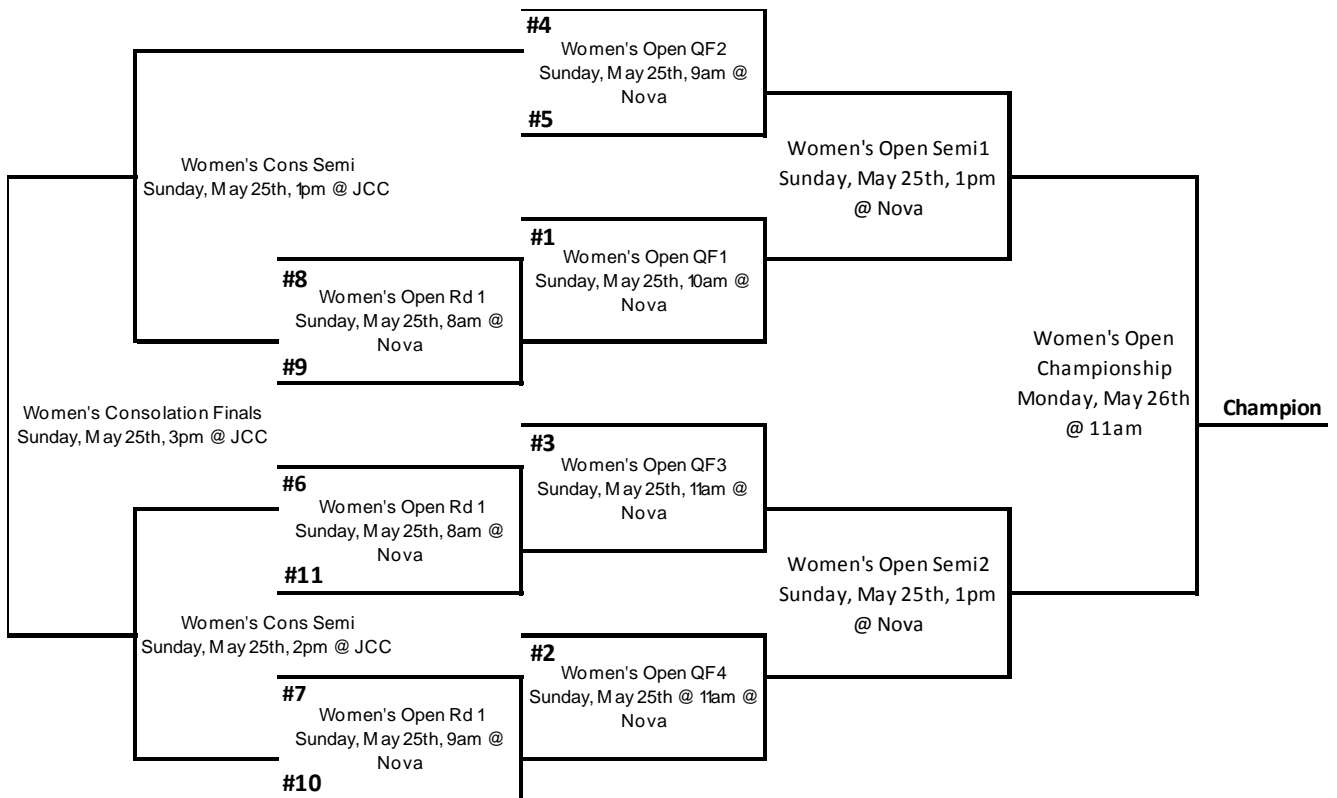 #4
Women's Open QF2
Sunday, May 25th, 9am @
Nova
#5
Women's Cons Semi
Sunday, May 25th, 1pm @ JCC
Women's Open Semi1
Sunday, May 25th, 1pm
@ Nova
#1
Women's Open QF1
Sunday, May 25th, 10am @
Nova
#8
Women's Open Rd 1
Sunday, May 25th, 8am @
Nova
#9
Women's Open
Championship
Monday, May 26th
@ 11am
Champion
Women's Consolation Finals
Sunday, May 25th, 3pm @ JCC
#3
Women's Open QF3
Sunday, May 25th, 11am @
Nova
#6
Women's Open Rd 1
Sunday, May 25th, 8am @
Nova
#11
Women's Open Semi2
Sunday, May 25th, 1pm
@ Nova
Women's Cons Semi
Sunday, May 25th, 2pm @ JCC
#2
Women's Open QF4
Sunday, May 25th @ 11am @
Nova
#7
Women's Open Rd 1
Sunday, May 25th, 9am @
Nova
#10